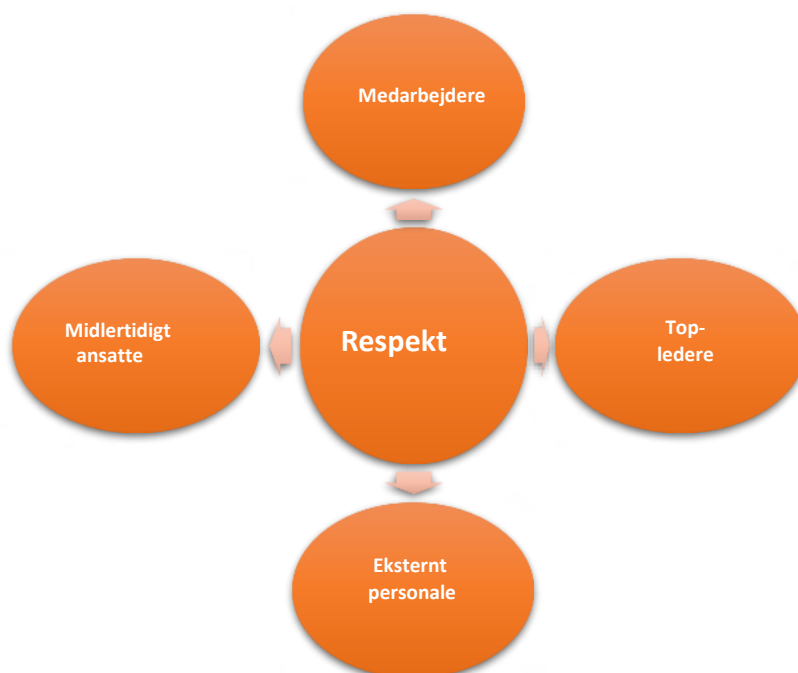 Medarbejdere
Midlertidigt
ansatte
Respekt
Top-
ledere
Eksternt
personale